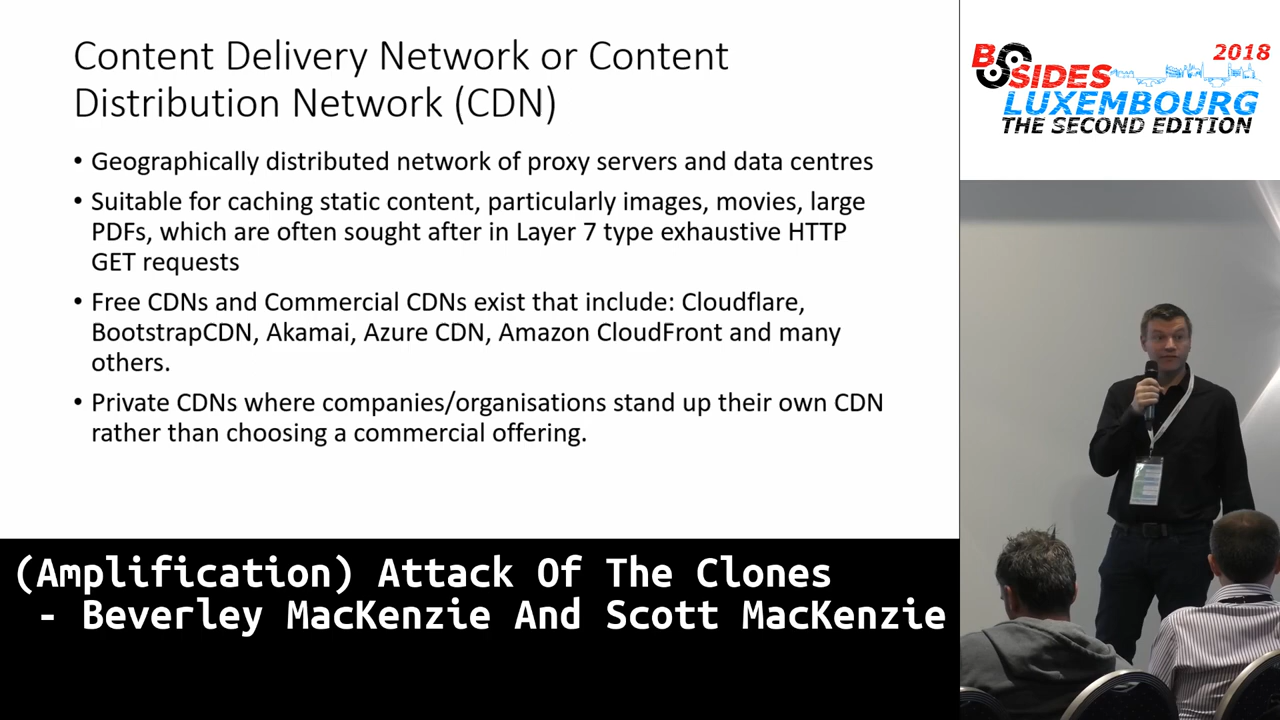 Content Delivery Network or Content
Distribution Network (CDN)
• Geographically distributed network of proxy servers and data centres
• Suitable for caching static content, particularly images, movies, large
PDFs, which are often sought after in Layer 7 type exhaustive HTTP
GET requests
• Free CDNs and Commercial CDNs exist that include: Cloudflare,
BootstrapCDN, Akamai, Azure CDN, Amazon CloudFront and many
others.
• Private CDNs where companies/organisations stand up their own CDN
rather than choosing a commercial offering.
2018
BSIDES
LUXEMBOURG
THE SECOND EDITION
(Amplification) Attack Of The Clones
- Beverley MacKenzie And Scott MacKenzie